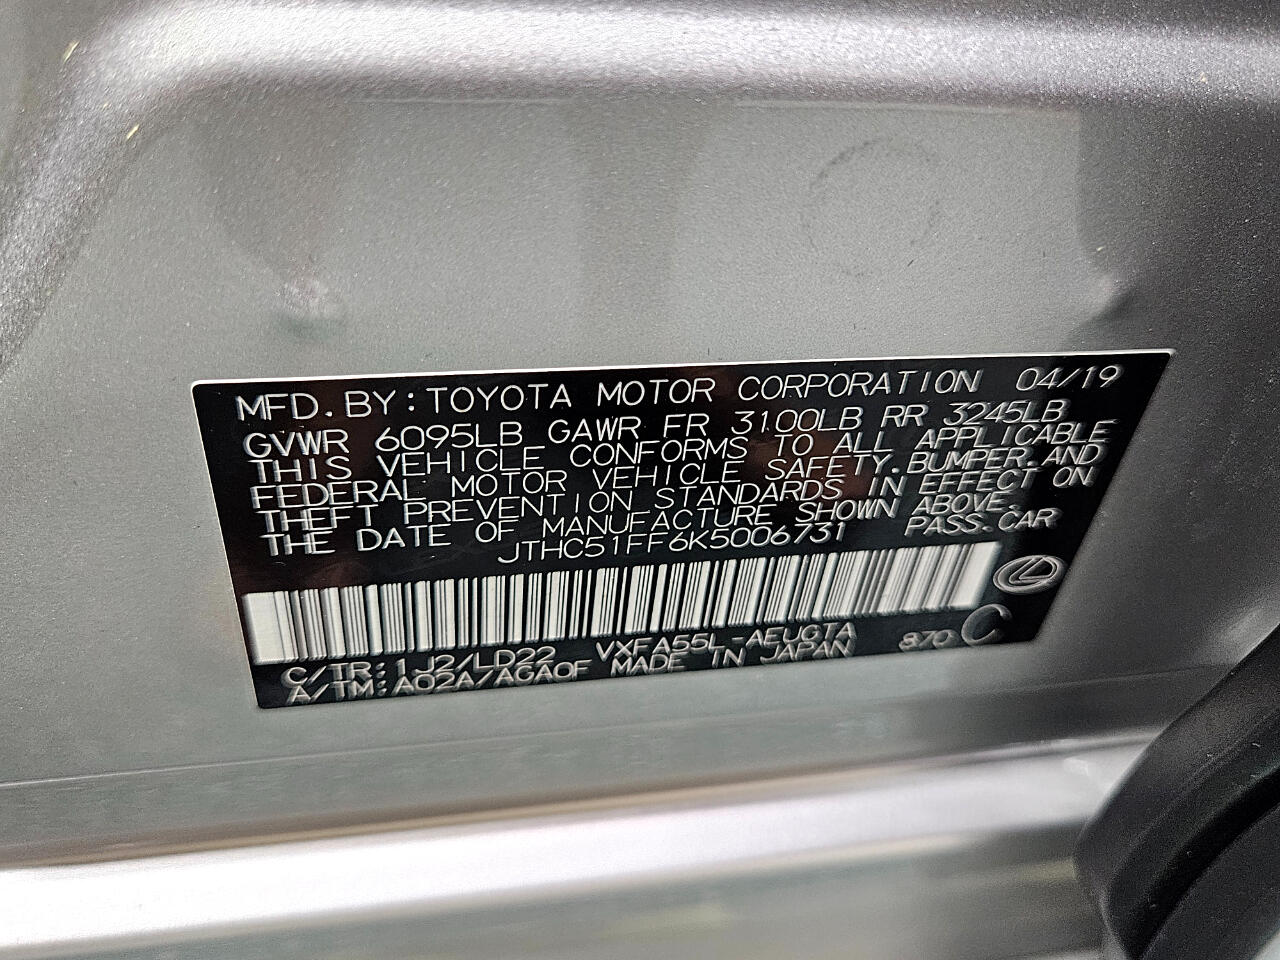 MFD.BY:TOYOTA MOTOR CORPORATION 04/19
GVWR 6095LB GAWR FR 3100LB RR 3245LB
THIS VEHICLE CONFORMS TO ALL APPLICABLE
FEDERAL MOTOR VEHICLE SAFETY.BUMPER.AND
THEFT PREVENTION STANDARDS IN EFFECT ON
THE DATE OF MANUFACTURE SHOWN ABOVE.
JTHC51FF6K5006731 PASS.CAR
C/TR:1J2/LD22 VXFA55L-AEUGTA 870 C
A/TM:A02A/AGA0F MADE IN JAPAN